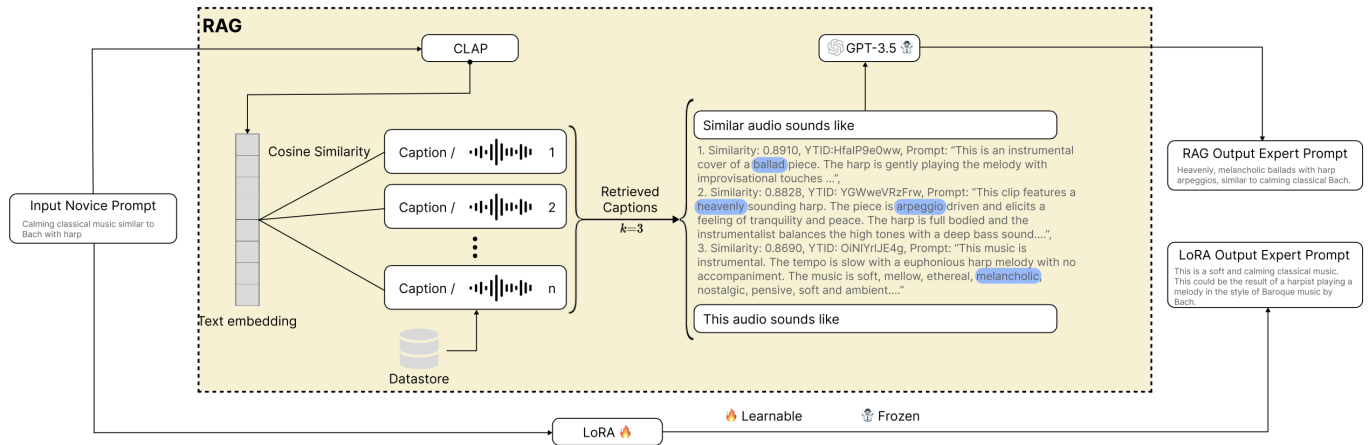 RAG
CLAP
GPT-3.5
Cosine Similarity
Caption / 1
Caption / 2
Caption / n
Text embedding
Datastore
Retrieved
Captions
k=3
Input Novice Prompt
Calming classical music similar to
Bach with harp
Similar audio sounds like
1. Similarity: 0.8910, YTID:HfaIP9e0ww, Prompt: “This is an instrumental
cover of a ballad piece. The harp is gently playing the melody with
improvisational touches ...”,
2. Similarity: 0.8828, YTID: YGWweVRzFrw, Prompt: “This clip features a
heavenly sounding harp. The piece is arpeggio driven and elicits a
feeling of tranquility and peace. The harp is full bodied and the
instrumentalist balances the high tones with a deep bass sound....”,
3. Similarity: 0.8690, YTID: OiNIYrIJE4g, Prompt: “This music is
instrumental. The tempo is slow with a euphonious harp melody with no
accompaniment. The music is soft, mellow, ethereal, melancholic,
nostalgic, pensive, soft and ambient....”
This audio sounds like
RAG Output Expert Prompt
Heavenly, melancholic ballads with harp
arpeggios, similar to calming classical Bach.
LoRA Output Expert Prompt
This is a soft and calming classical music.
This could be the result of a harpist playing a
melody in the style of Baroque music by
Bach.
LoRA
Learnable
Frozen